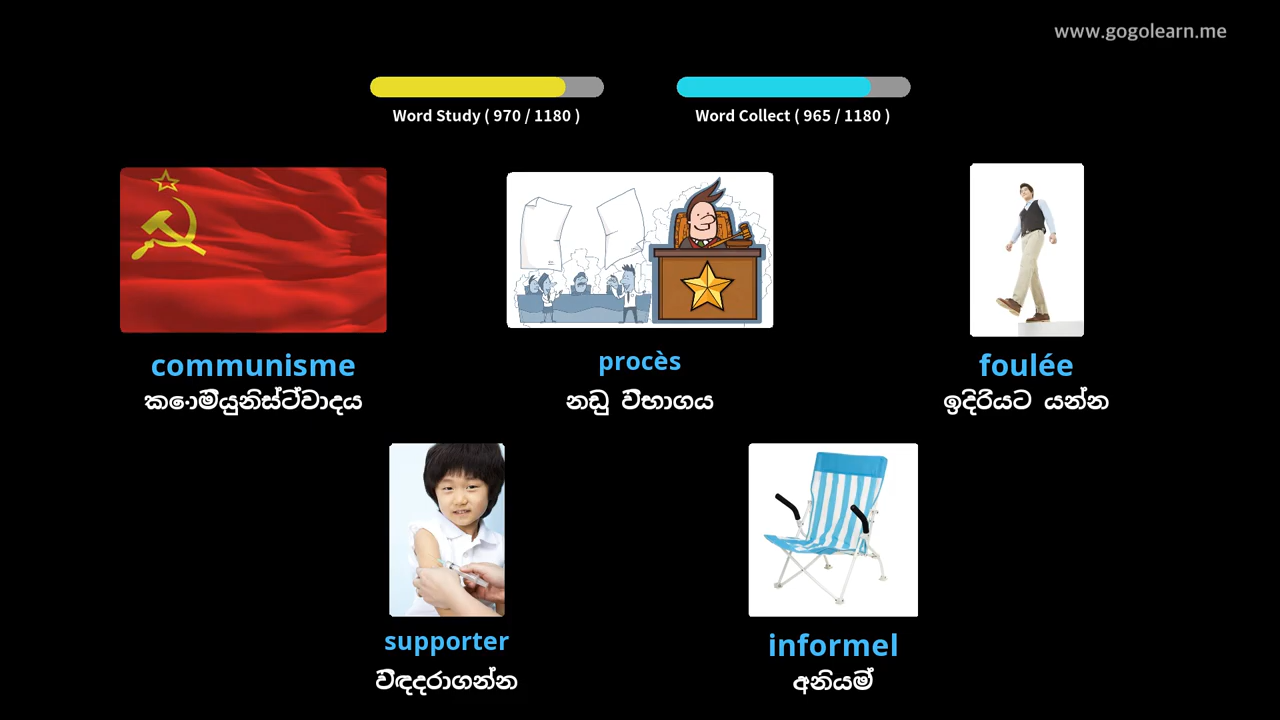 www.gogolearn.me
Word Study ( 970 / 1180 )
Word Collect ( 965 / 1180 )
communisme
කොමියුනිස්ට්වාදය
procès
නඩු විභාගය
foulée
ඉදිරියට යන්න
supporter
විඳදරාගන්න
informel
අනියම්